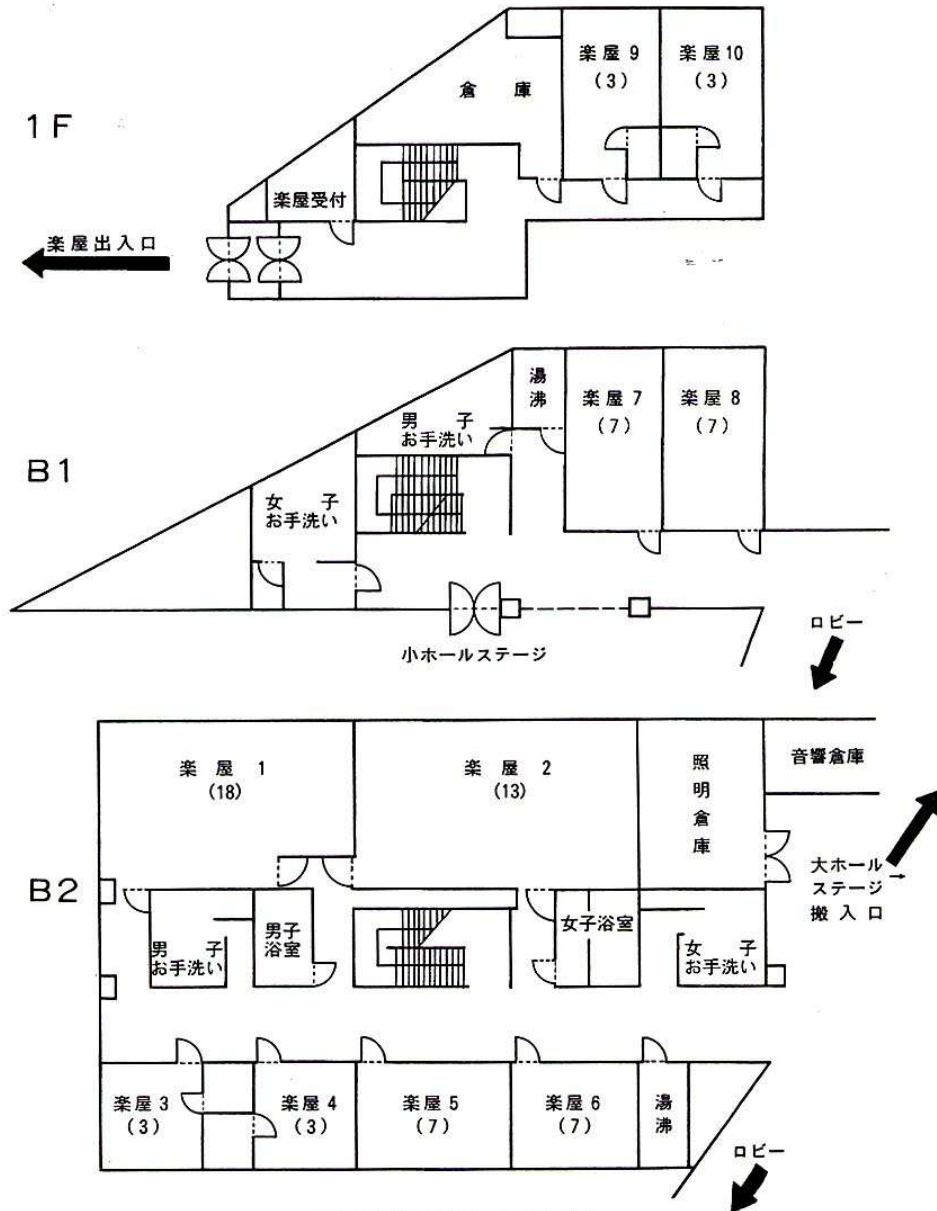 1F
楽屋9
(3)
楽屋10
(3)
倉庫
楽屋受付
楽屋出入口
B1
湯
沸
楽屋7
(7)
楽屋8
(7)
男子
お手洗い
女子
お手洗い
小ホールステージ
ロビー
B2
楽屋1
(18)
楽屋2
(13)
照
明
倉
庫
音響倉庫
大ホール
ステージ→
搬入口
男子
お手洗い
男子
浴室
女子浴室
女子
お手洗い
楽屋3
(3)
楽屋4
(3)
楽屋5
(7)
楽屋6
(7)
湯
沸
ロビー